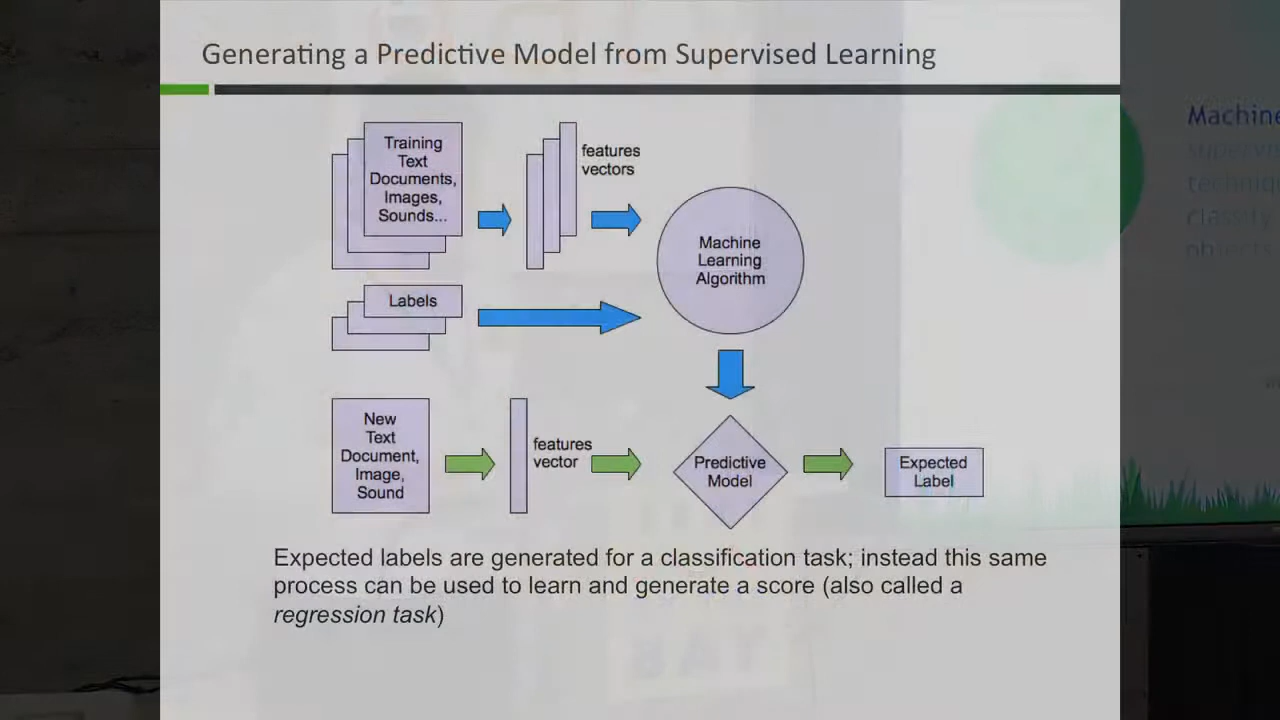 Generating a Predictive Model from Supervised Learning
Training
Text
Documents,
Images,
Sounds...
features
vectors
Machine
Learning
Algorithm
Labels
New
Text
Document,
Image,
Sound
features
vector
Predictive
Model
Expected
Label
Expected labels are generated for a classification task; instead this same
process can be used to learn and generate a score (also called a
regression task)
Machine